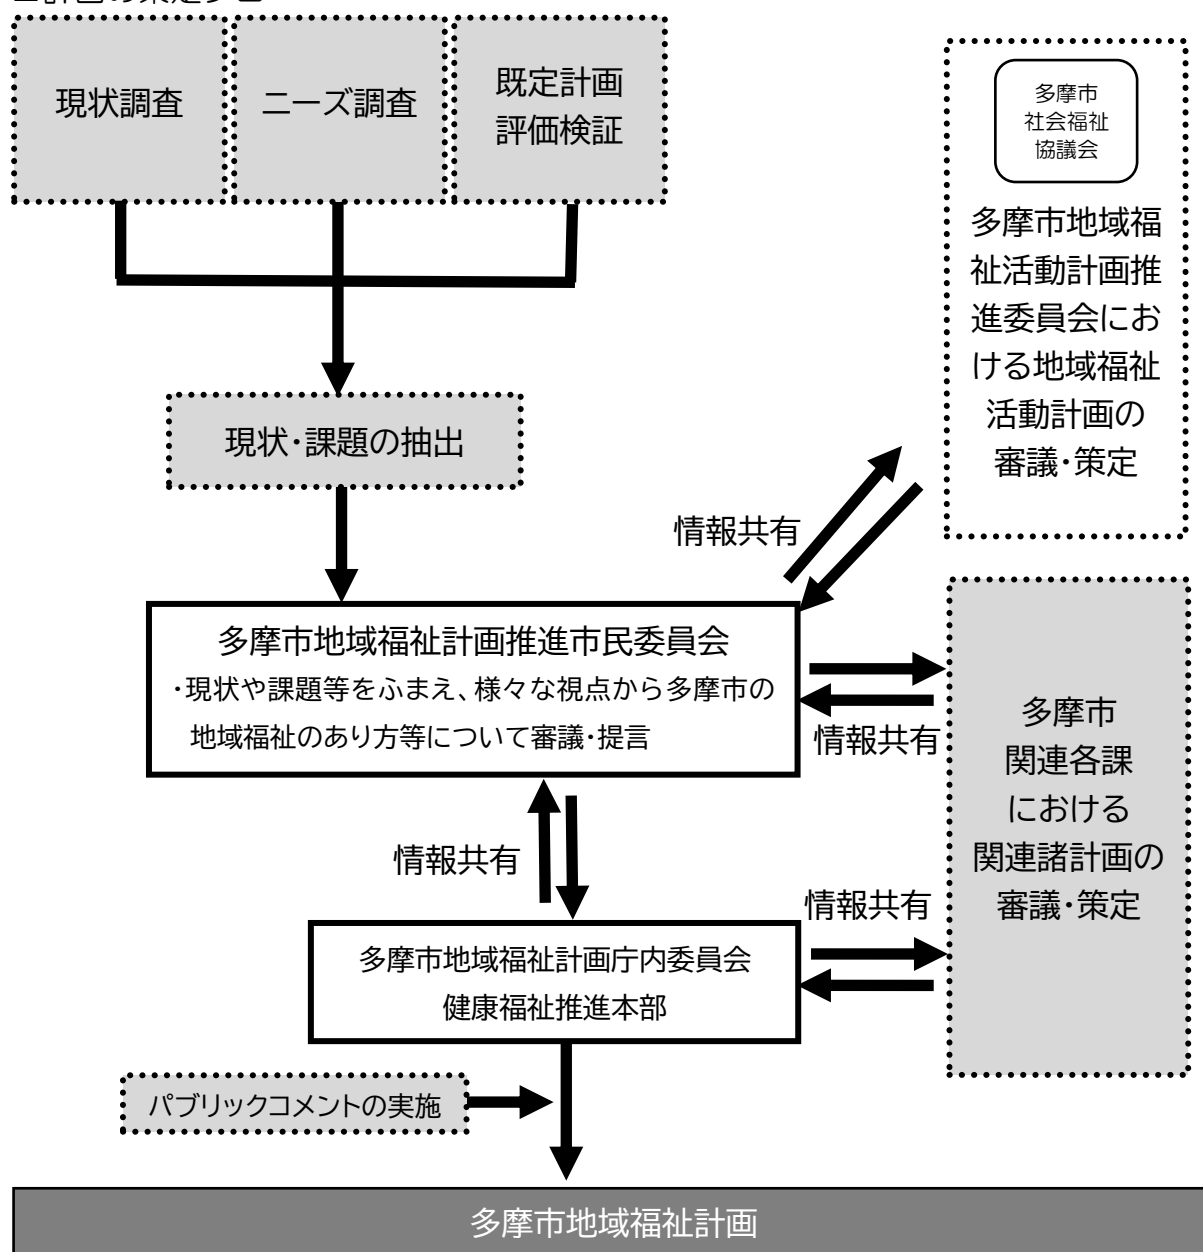 現状調査
ニーズ調査
既定計画
評価検証
多摩市
社会福祉
協議会
多摩市地域福
祉活動計画推
進委員会にお
ける地域福祉
活動計画の
審議・策定
現状・課題の抽出
情報共有
多摩市地域福祉計画推進市民委員会
・現状や課題等をふまえ、様々な視点から多摩市の
地域福祉のあり方等について審議・提言
情報共有
多摩市
関連各課
における
関連諸計画の
審議・策定
情報共有
情報共有
多摩市地域福祉計画庁内委員会
健康福祉推進本部
パブリックコメントの実施
多摩市地域福祉計画